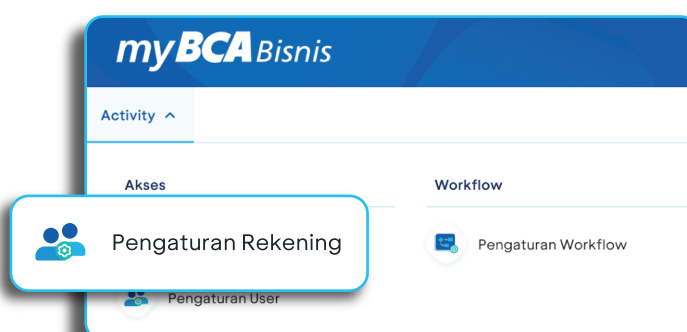 myBCA Bisnis
Activity
Akses
Workflow
Pengaturan Rekening
Pengaturan Workflow
Pengaturan User